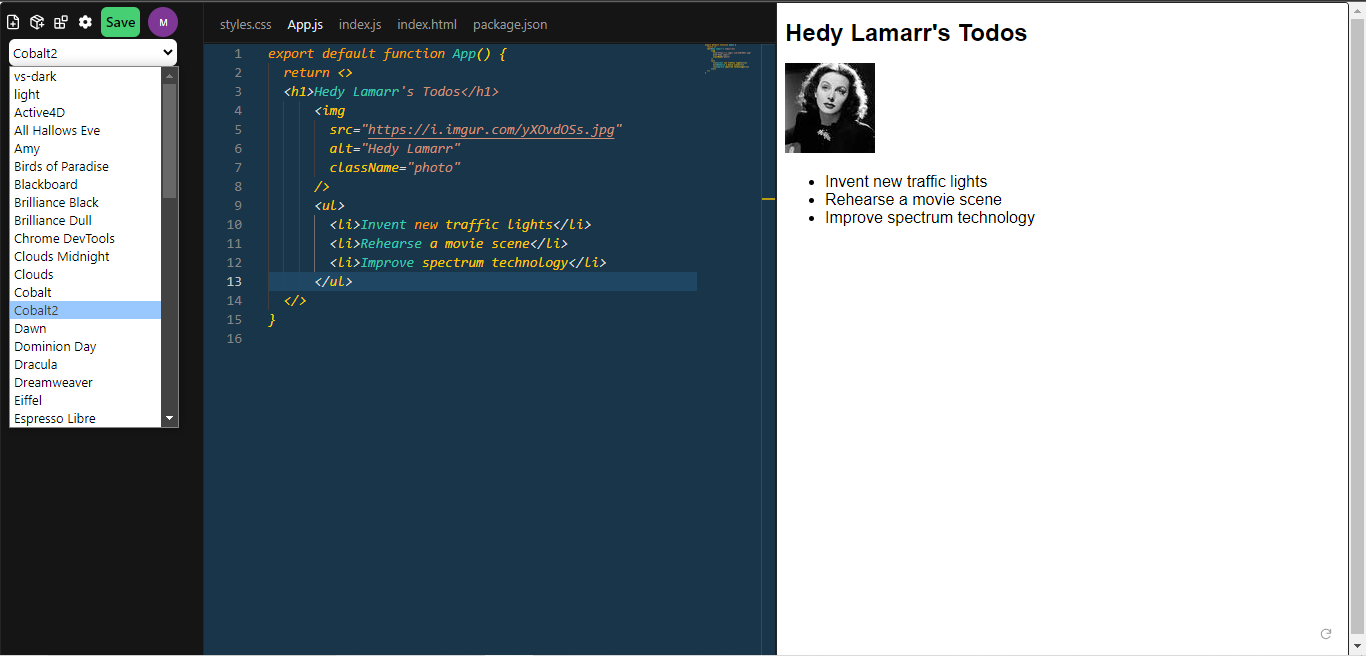 Save
M
Cobalt2
vs-dark
light
Active4D
All Hallows Eve
Amy
Birds of Paradise
Blackboard
Brilliance Black
Brilliance Dull
Chrome DevTools
Clouds Midnight
Clouds
Cobalt
Cobalt2
Dawn
Dominion Day
Dracula
Dreamweaver
Eiffel
Espresso Libre
styles.css App.js index.js index.html package.json
1 export default function App() {
2 return <>
3 <h1>Hedy Lamarr's Todos</h1>
4 <img
5 src="https://i.imgur.com/yXOvdOSs.jpg"
6 alt="Hedy Lamarr"
7 className="photo"
8 />
9 <ul>
10 <li>Invent new traffic lights</li>
11 <li>Rehearse a movie scene</li>
12 <li>Improve spectrum technology</li>
13 </ul>
14 </>
15 }
16
Hedy Lamarr's Todos
• Invent new traffic lights
• Rehearse a movie scene
• Improve spectrum technology